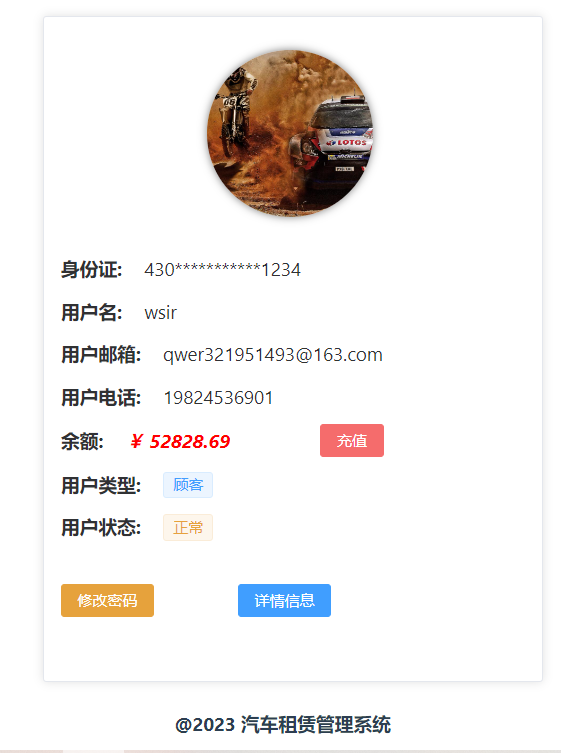 LOTOS
身份证: 430***********1234
用户名: wsir
用户邮箱: qwer321951493@163.com
用户电话: 19824536901
余额: ¥ 52828.69 充值
用户类型: 顾客
用户状态: 正常
修改密码 详情信息
@2023 汽车租赁管理系统